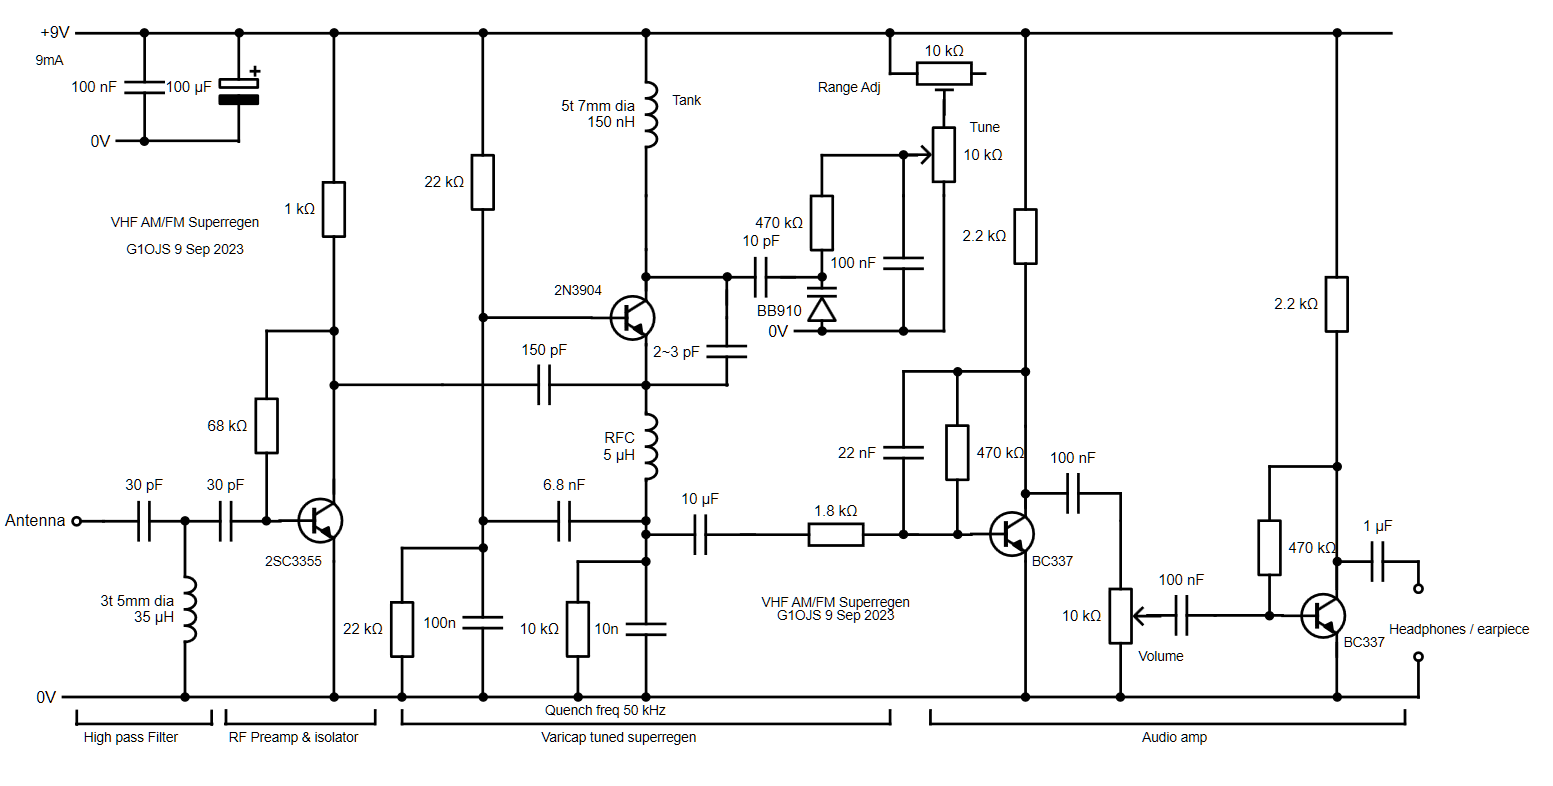 +9V
9mA
100 nF
100 µF
+
0V
VHF AM/FM Superregen
G1OJS 9 Sep 2023
1 kΩ
68 kΩ
30 pF
30 pF
Antenna
2SC3355
3t 5mm dia
35 µH
0V
High pass Filter
RF Preamp & isolator
22 kΩ
5t 7mm dia
150 nH
Tank
2N3904
150 pF
2~3 pF
RFC
5 µH
6.8 nF
10 µF
22 kΩ
100n
10 kΩ
10n
Quench freq 50 kHz
Varicap tuned superregen
10 kΩ
Range Adj
Tune
10 kΩ
470 kΩ
10 pF
100 nF
BB910
0V
2.2 kΩ
22 nF
470 kΩ
1.8 kΩ
BC337
VHF AM/FM Superregen
G1OJS 9 Sep 2023
100 nF
10 kΩ
Volume
100 nF
2.2 kΩ
470 kΩ
1 µF
BC337
Headphones / earpiece
Audio amp